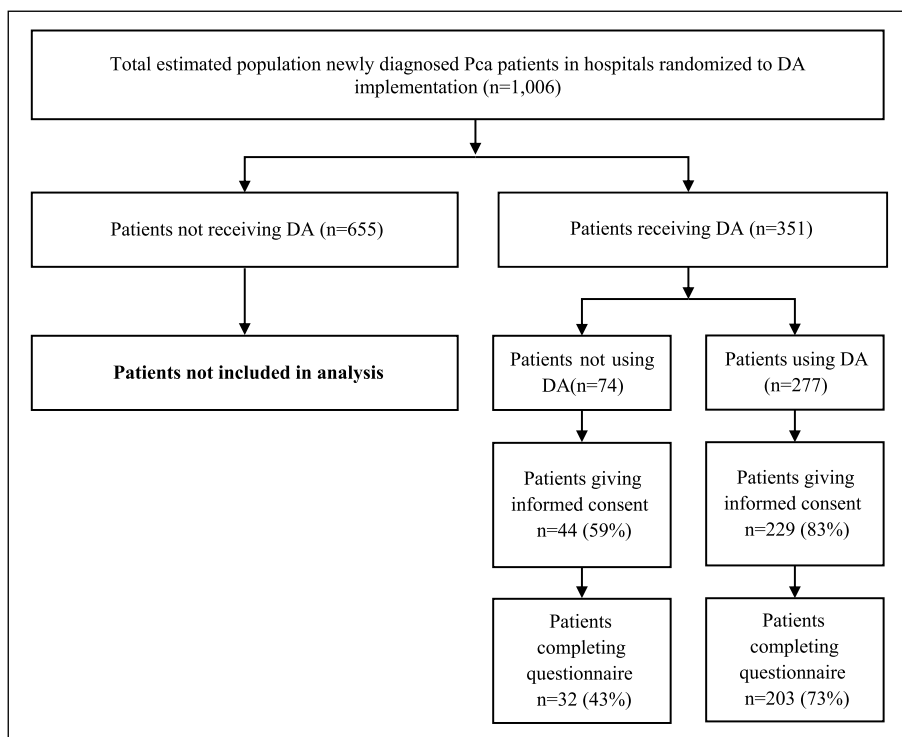 Total estimated population newly diagnosed Pca patients in hospitals randomized to DA
implementation (n=1,006)
Patients not receiving DA (n=655)
Patients receiving DA (n=351)
Patients not included in analysis
Patients not using
DA(n=74)
Patients using DA
(n=277)
Patients giving
informed consent
n=44 (59%)
Patients giving
informed consent
n=229 (83%)
Patients
completing
questionnaire
n=32 (43%)
Patients
completing
questionnaire
n=203 (73%)